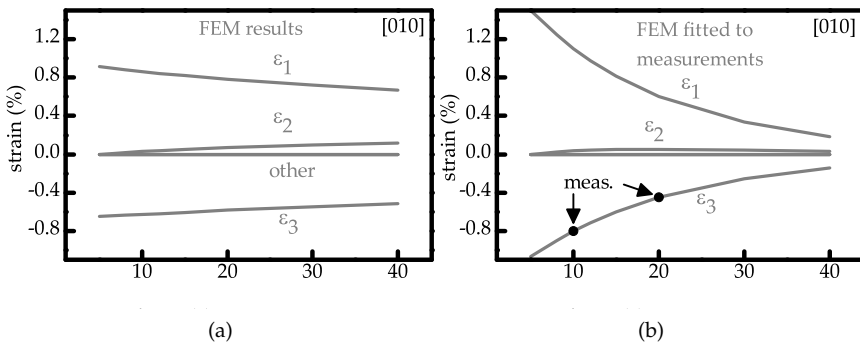 FEM results
[010]
ε1
ε2
other
ε3
strain (%)
1.2
0.8
0.4
0.0
-0.4
-0.8
10
20
30
40
(a)
FEM fitted to
measurements
[010]
ε1
ε2
meas.
ε3
strain (%)
1.2
0.8
0.4
0.0
-0.4
-0.8
10
20
30
40
(b)